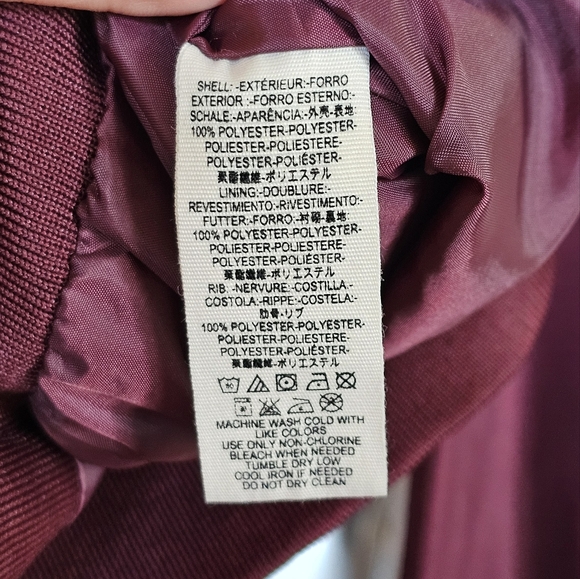 SHELL:-EXTÉRIEUR:-FORRO
EXTERIOR :-FORRO ESTERNO:-
SCHALE:-APARÊNCIA:-外壳-表地:
100% POLYESTER-POLYESTER-
POLIESTER-POLIESTERE-
POLYESTER-POLIÉSTER-
聚酯纖維-ポリエステル
LINING:-DOUBLURE:-
REVESTIMIENTO:-RIVESTIMENTO:-
FUTTER:-FORRO:-衬裡-裏地:
100% POLYESTER-POLYESTER-
POLIESTER-POLIESTERE-
POLYESTER-POLIÉSTER-
聚酯纖維-ポリエステル
RIB :-NERVURE:-COSTILLA:-
COSTOLA:-RIPPE:-COSTELA:-
肋骨-リブ
100% POLYESTER-POLYESTER-
POLIESTER-POLIESTERE-
POLYESTER-POLIÉSTER-
聚酯纖維-ポリエステル
MACHINE WASH COLD WITH
LIKE COLORS
USE ONLY NON-CHLORINE
BLEACH WHEN NEEDED
TUMBLE DRY LOW
COOL IRON IF NEEDED
DO NOT DRY CLEAN